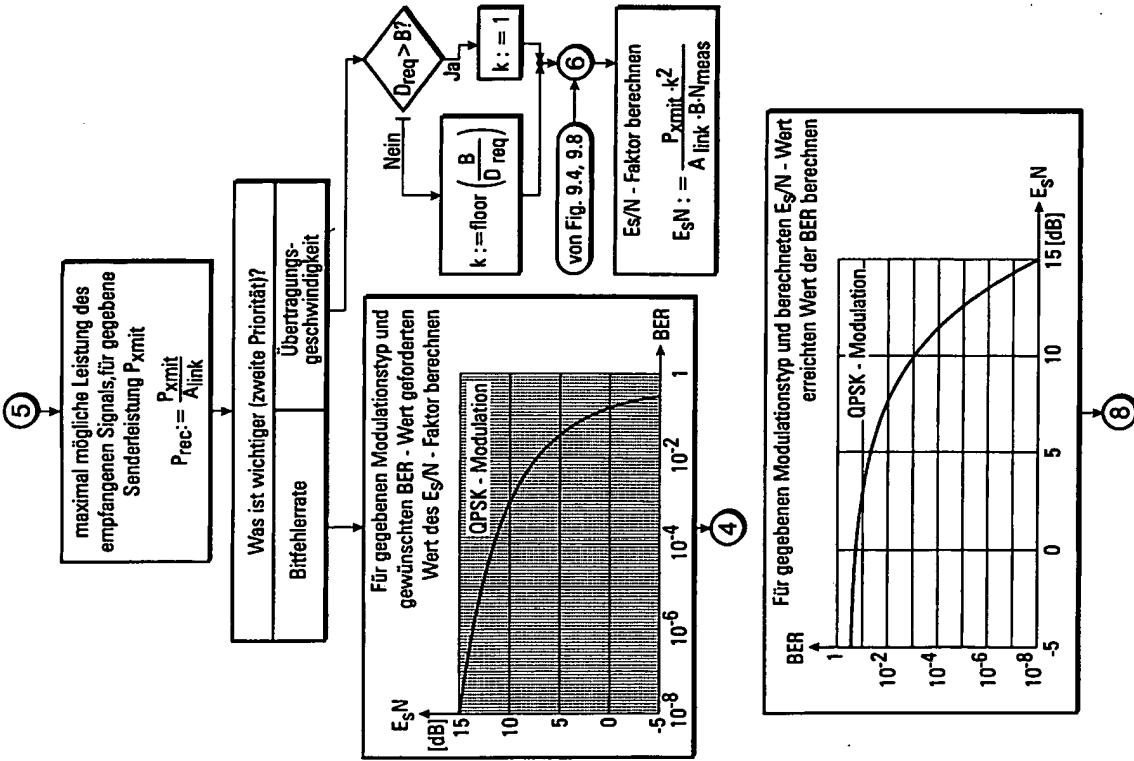 5
maximal mögliche Leistung des
empfangenen Signals,für gegebene
Senderleistung Pxmit
Prec:= Pxmit / Alink
Was ist wichtiger (zweite Priorität)?
Bitfehlerrate
Übertragungs-
geschwindigkeit
Für gegebenen Modulationstyp und
gewünschten BER - Wert geforderten
Wert des Es/N - Faktor berechnen
EsN
[dB]
15
10
5
0
-5
QPSK - Modulation
10-8
10-6
10-4
10-2
1
BER
4
Dreq > B?
Nein
Ja
k:=floor ( B / Dreq )
k : = 1
von Fig. 9.4, 9.8
6
Es/N - Faktor berechnen
EsN : = Pxmit ·k2 / A link ·B·Nmeas
Für gegebenen Modulationstyp und berechneten Es/N - Wert
erreichten Wert der BER berechnen
BER
1
10-2
10-4
10-6
10-8
QPSK - Modulation
-5
0
5
10
15 [dB]
EsN
8